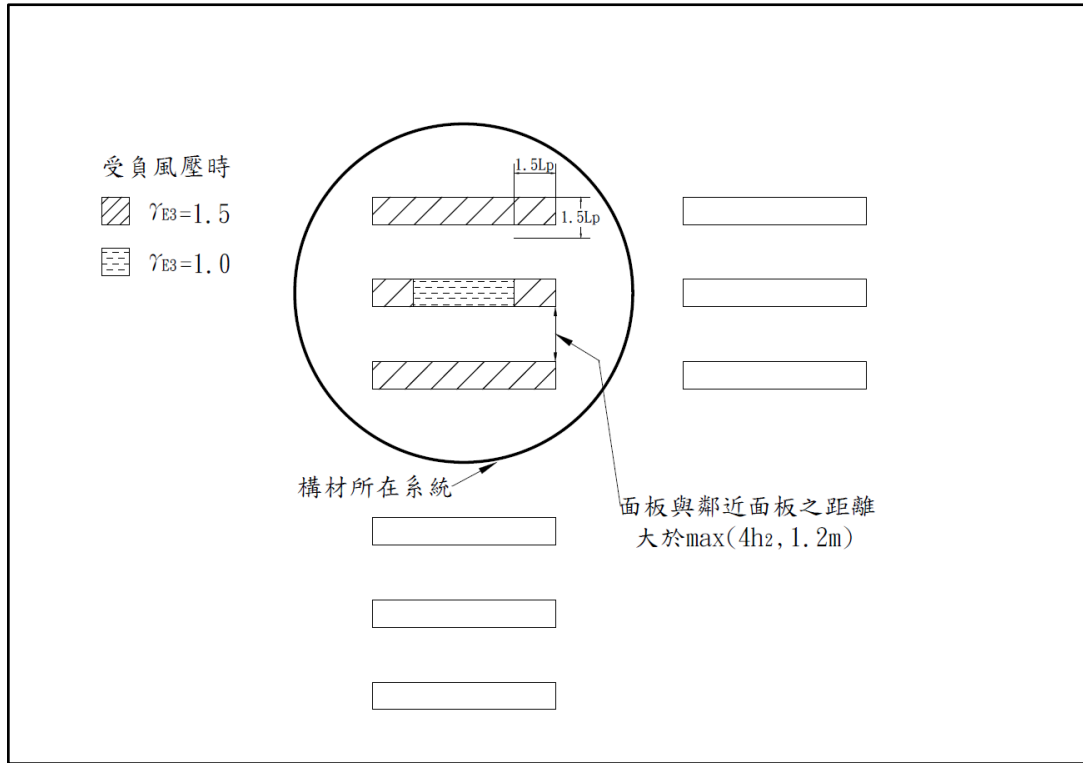 受負風壓時
γE3=1.5
γE3=1.0
1.5Lp
1.5Lp
構材所在系統
面板與鄰近面板之距離
大於max(4h2,1.2m)